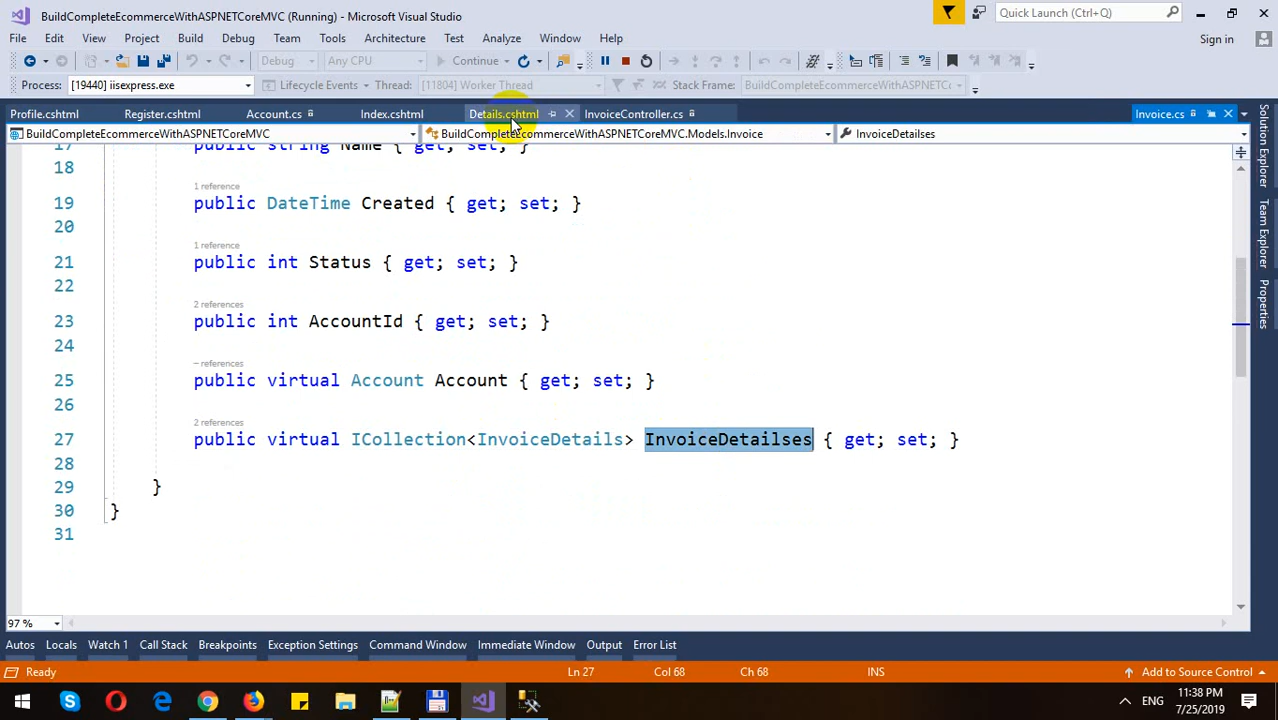 BuildCompleteEcommerceWithASPNETCoreMVC (Running) - Microsoft Visual Studio
Quick Launch (Ctrl+Q)
File Edit View Project Build Debug Team Tools Architecture Test Analyze Window Help
Sign in
Debug Any CPU Continue
Process: [19440] iisexpress.exe Lifecycle Events Thread: [11804] Worker Thread Stack Frame: BuildCompleteEcommerceWithASPNETC
Profile.cshtml Register.cshtml Account.cs Index.cshtml Details.cshtml InvoiceController.cs Invoice.cs
BuildCompleteEcommerceWithASPNETCoreMVC BuildCompleteEcommerceWithASPNETCoreMVC.Models.Invoice InvoiceDetailses
17 public string Name { get; set; }
18
1 reference
19 public DateTime Created { get; set; }
20
1 reference
21 public int Status { get; set; }
22
2 references
23 public int AccountId { get; set; }
24
– references
25 public virtual Account Account { get; set; }
26
2 references
27 public virtual ICollection<InvoiceDetails> InvoiceDetailses { get; set; }
28
29 }
30 }
31
97 %
Solution Explorer
Team Explorer
Properties
Autos Locals Watch 1 Call Stack Breakpoints Exception Settings Command Window Immediate Window Output Error List
Ready Ln 27 Col 68 Ch 68 INS Add to Source Control
ENG
11:38 PM
7/25/2019